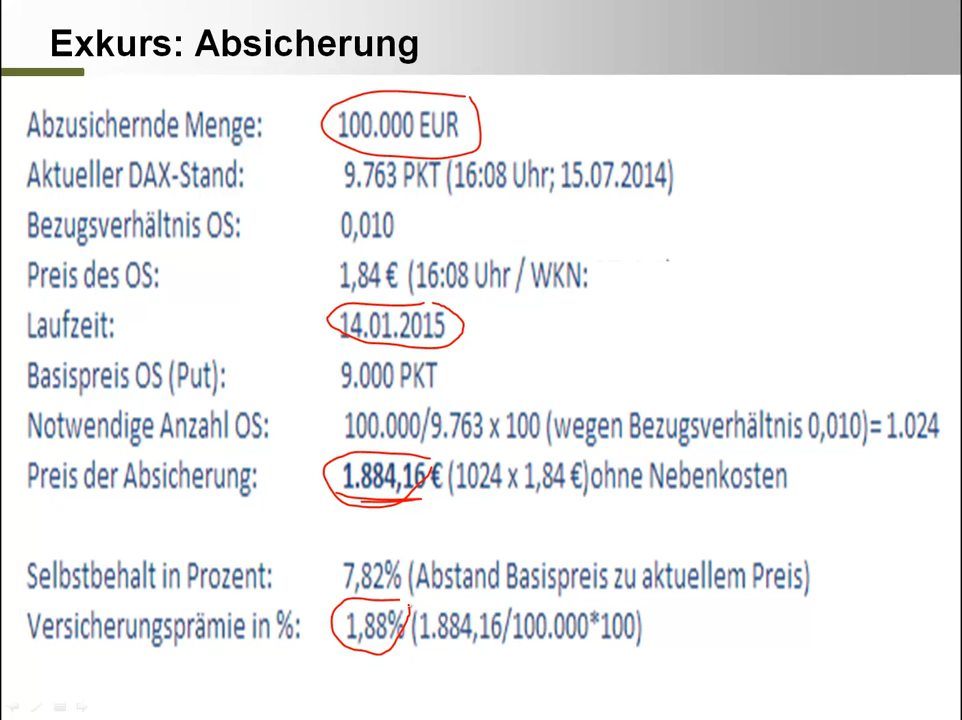 Exkurs: Absicherung
Abzusichernde Menge: 100.000 EUR
Aktueller DAX-Stand: 9.763 PKT (16:08 Uhr; 15.07.2014)
Bezugsverhältnis OS: 0,010
Preis des OS: 1,84 € (16:08 Uhr / WKN:
Laufzeit: 14.01.2015
Basispreis OS (Put): 9.000 PKT
Notwendige Anzahl OS: 100.000/9.763 x 100 (wegen Bezugsverhältnis 0,010)= 1.024
Preis der Absicherung: 1.884,16 € (1024 x 1,84 €)ohne Nebenkosten
Selbstbehalt in Prozent: 7,82% (Abstand Basispreis zu aktuellem Preis)
Versicherungsprämie in %: 1,88% (1.884,16/100.000*100)